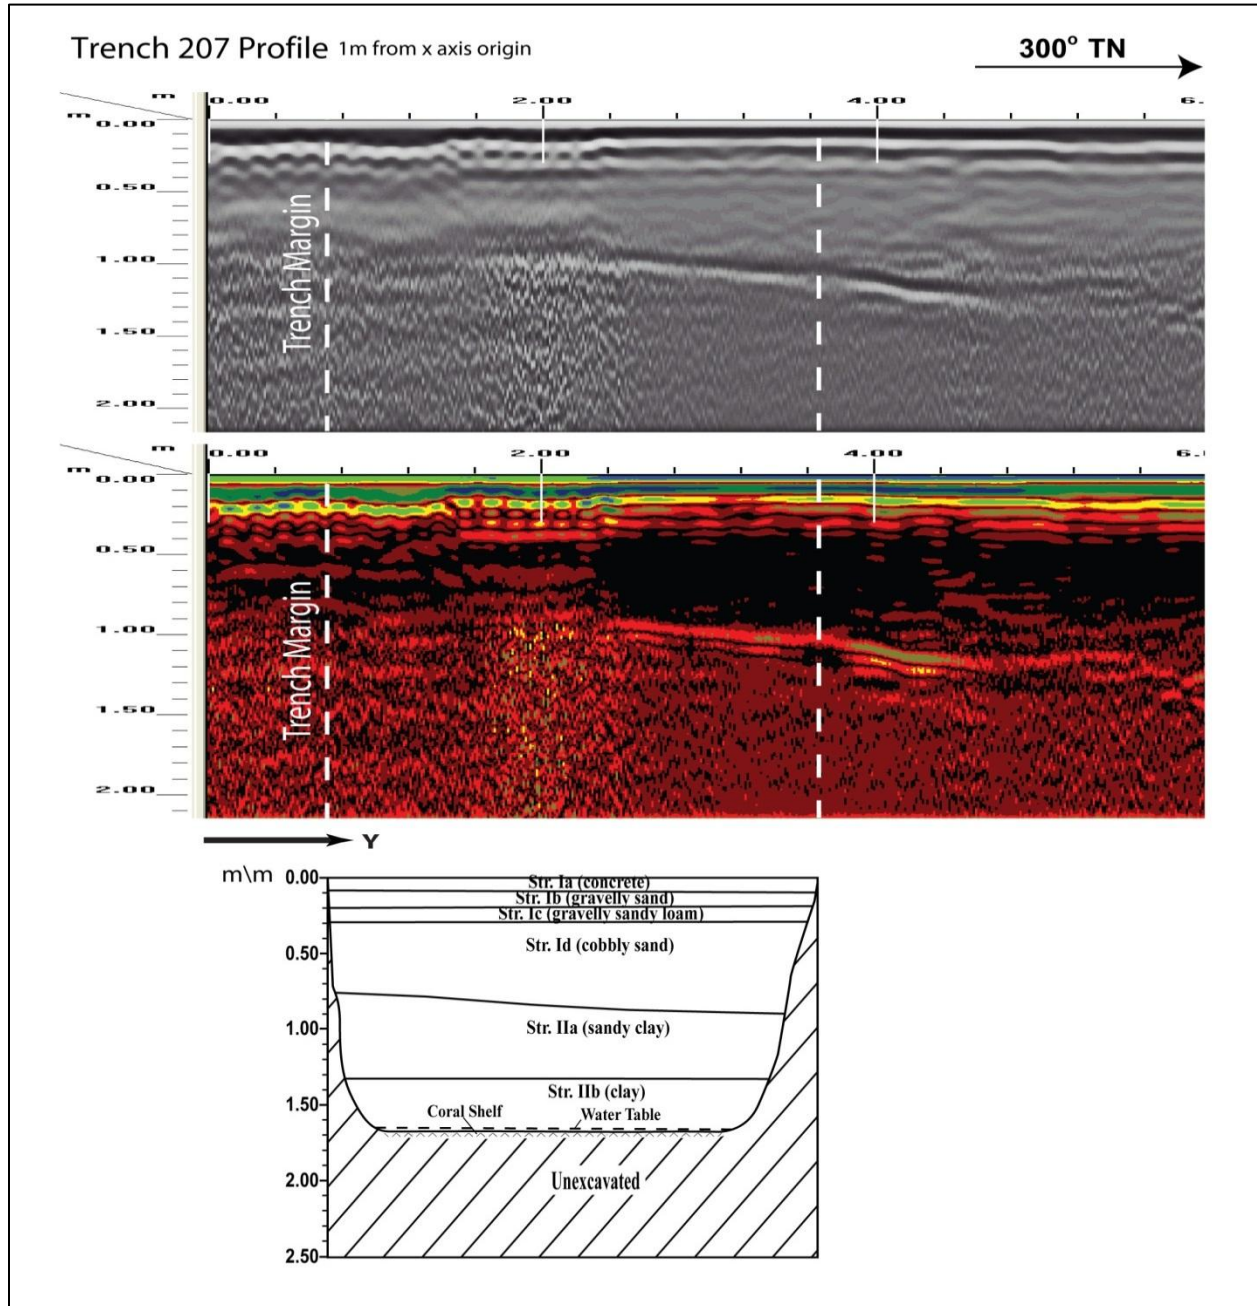 Trench 207 Profile 1m from x axis origin
300° TN
m 0.00 2.00 4.00 6.
m 0.00
0.50
1.00
1.50
2.00
Trench Margin
m 0.00 2.00 4.00 6.
m 0.00
0.50
1.00
1.50
2.00
Trench Margin
Y
m\m 0.00
0.50
1.00
1.50
2.00
2.50
Str. Ia (concrete)
Str. Ib (gravelly sand)
Str. Ic (gravelly sandy loam)
Str. Id (cobbly sand)
Str. IIa (sandy clay)
Str. IIb (clay)
Coral Shelf Water Table
Unexcavated